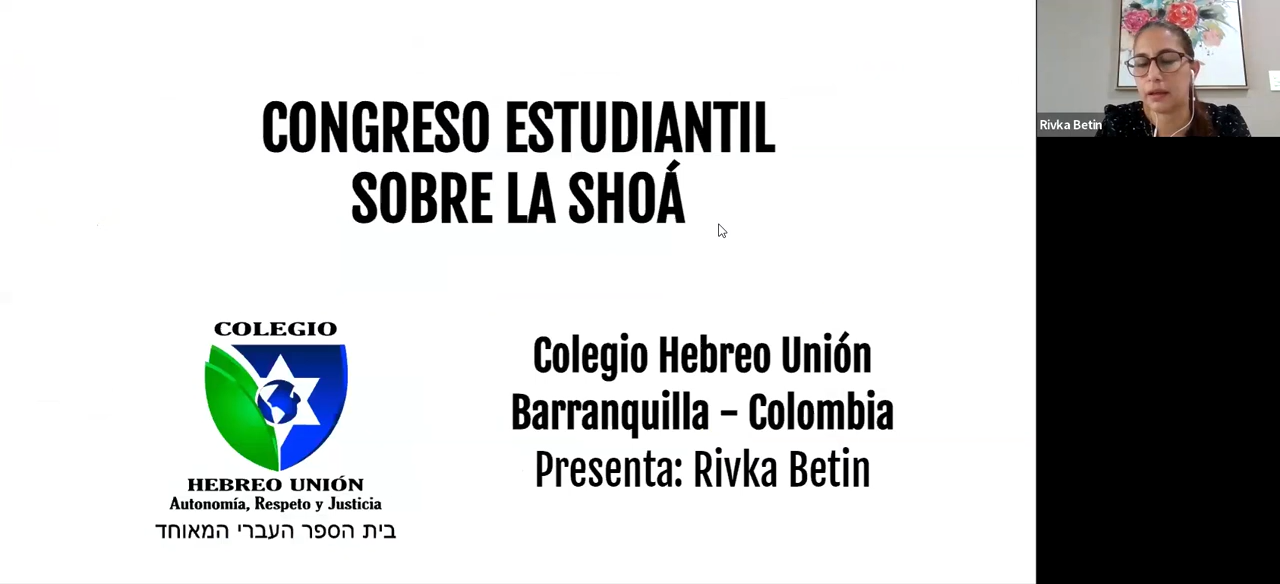 CONGRESO ESTUDIANTIL
SOBRE LA SHOÁ
COLEGIO
HEBREO UNIÓN
Autonomía, Respeto y Justicia
בית הספר העברי המאוחד
Colegio Hebreo Unión
Barranquilla - Colombia
Presenta: Rivka Betin
Rivka Betin